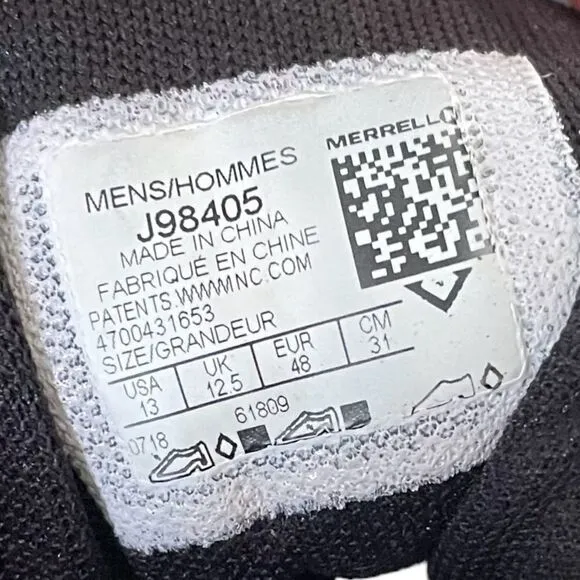 MERRELL
MENS/HOMMES
J98405
MADE IN CHINA
FABRIQUÉ EN CHINE
PATENTS.WWWNC.COM
4700431653
SIZE/GRANDEUR
USA UK EUR CM
13 12.5 48 31
0718 61809